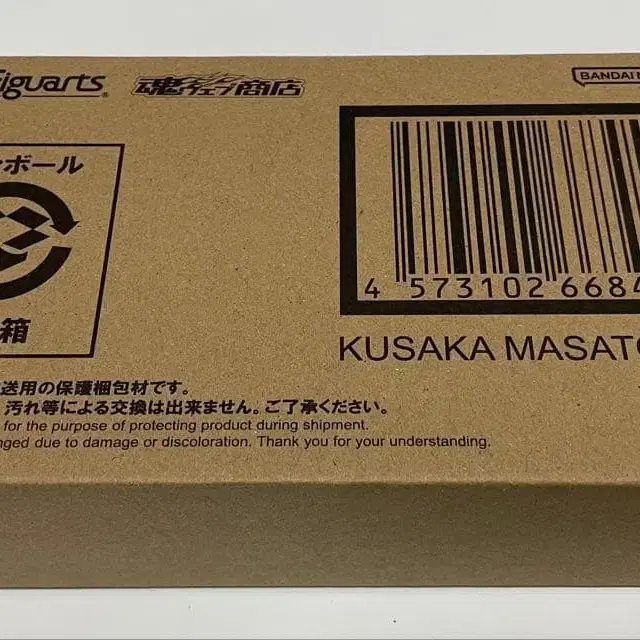 Figuarts®
魂ウェブ商店
BANDAI N
ボール
箱
4 573102 6684
KUSAKA MASATO
送用の保護梱包材です。
汚れ等による交換は出来ません。ご了承ください。
for the purpose of protecting product during shipment.
nged due to damage or discoloration. Thank you for your understanding.